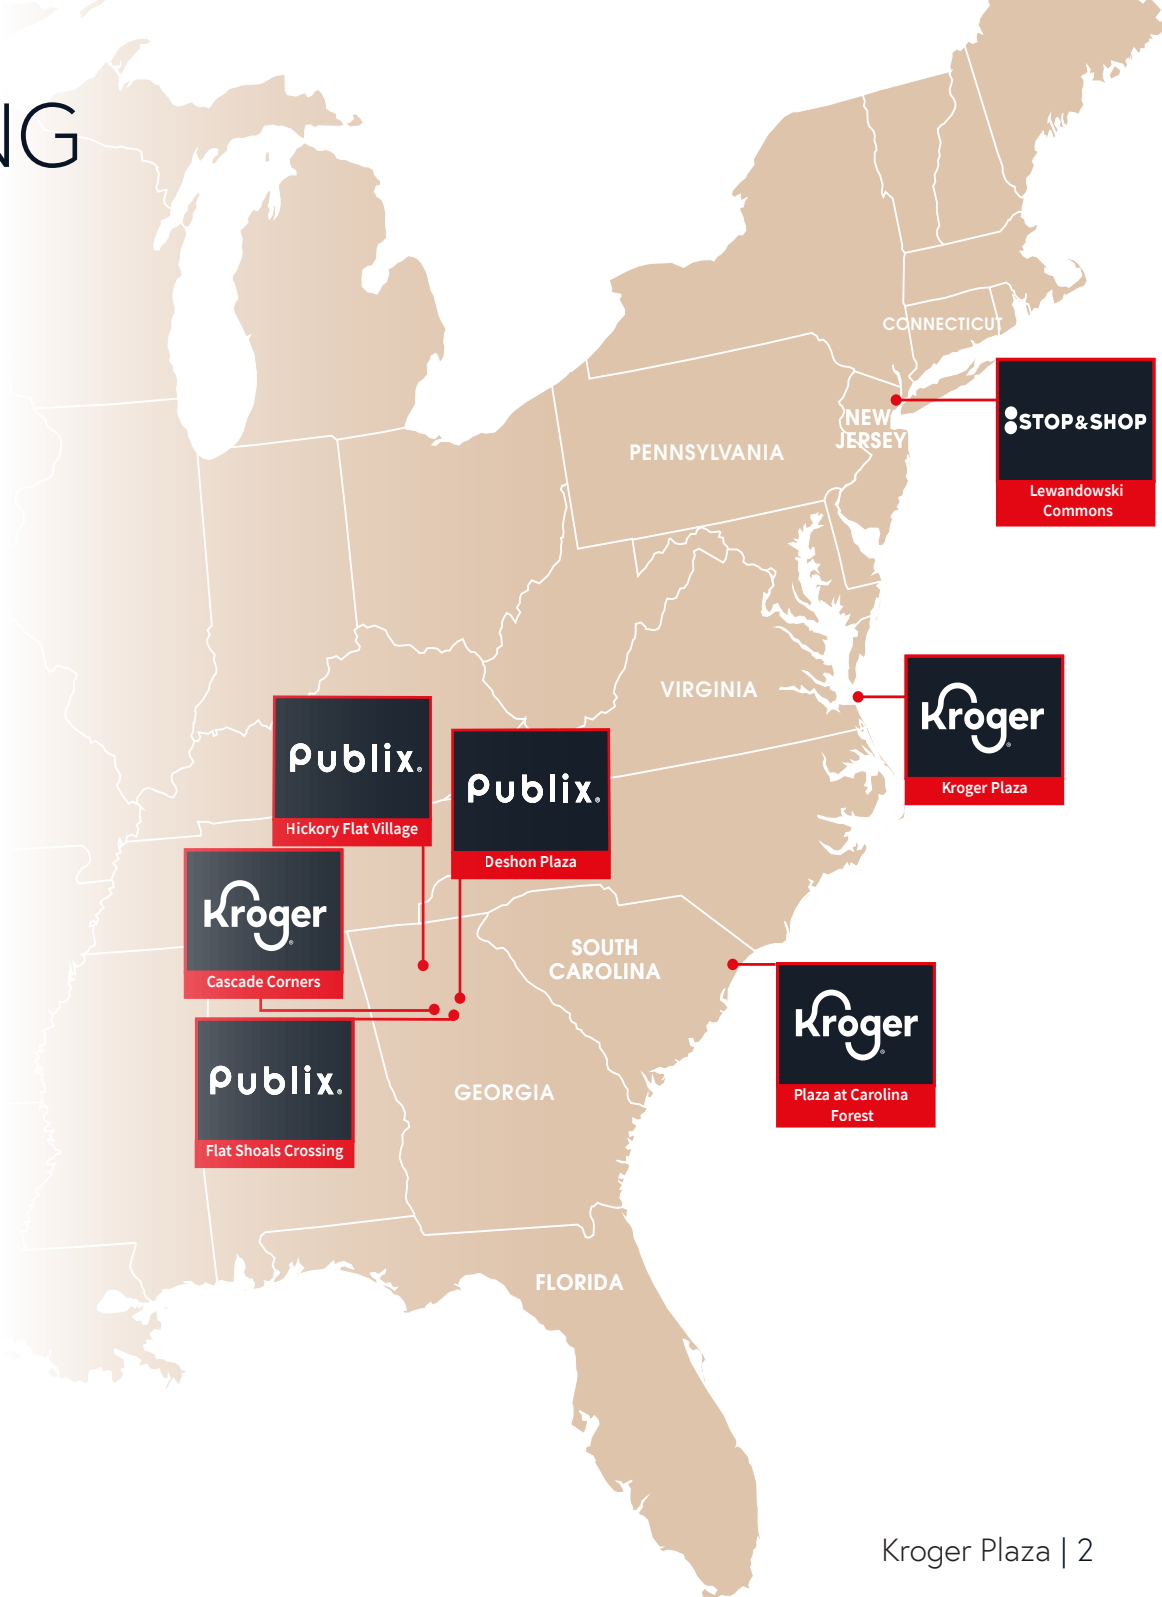 NG
CONNECTICUT
NEW
JERSEY
PENNSYLVANIA
STOP&SHOP
Lewandowski
Commons
VIRGINIA
Kroger
Kroger Plaza
Publix
Hickory Flat Village
Publix
Deshon Plaza
Kroger
Cascade Corners
SOUTH
CAROLINA
Kroger
Plaza at Carolina
Forest
Publix
Flat Shoals Crossing
GEORGIA
FLORIDA
Kroger Plaza | 2